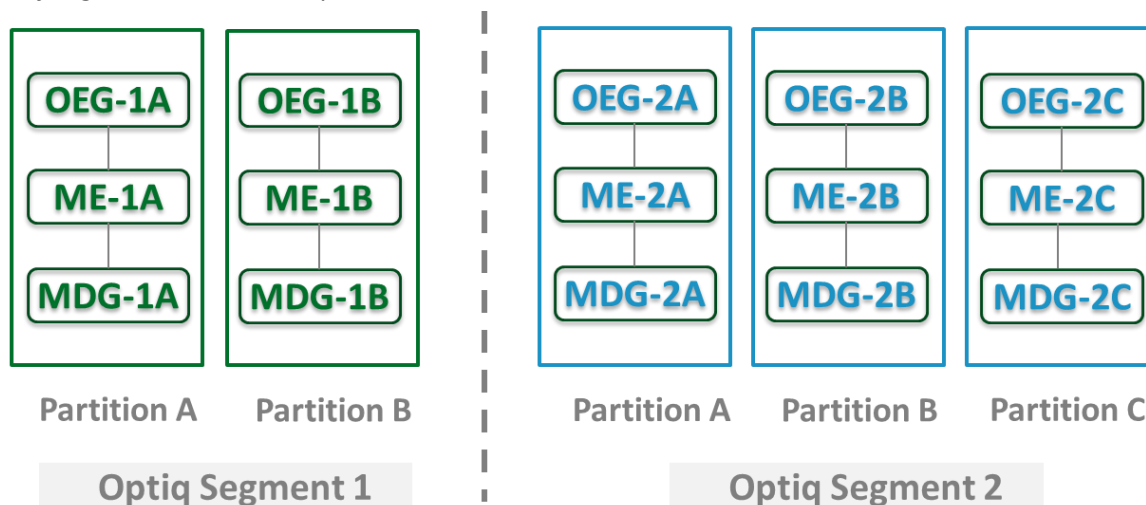 OEG-1A
ME-1A
MDG-1A
Partition A
OEG-1B
ME-1B
MDG-1B
Partition B
Optiq Segment 1
OEG-2A
ME-2A
MDG-2A
Partition A
OEG-2B
ME-2B
MDG-2B
Partition B
OEG-2C
ME-2C
MDG-2C
Partition C
Optiq Segment 2